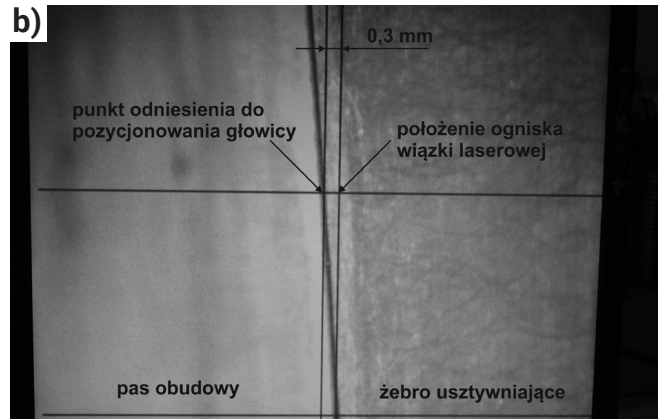 b)
0,3 mm
punkt odniesienia do
pozycjonowania głowicy
położenie ogniska
wiązki laserowej
pas obudowy
żebro usztywniające